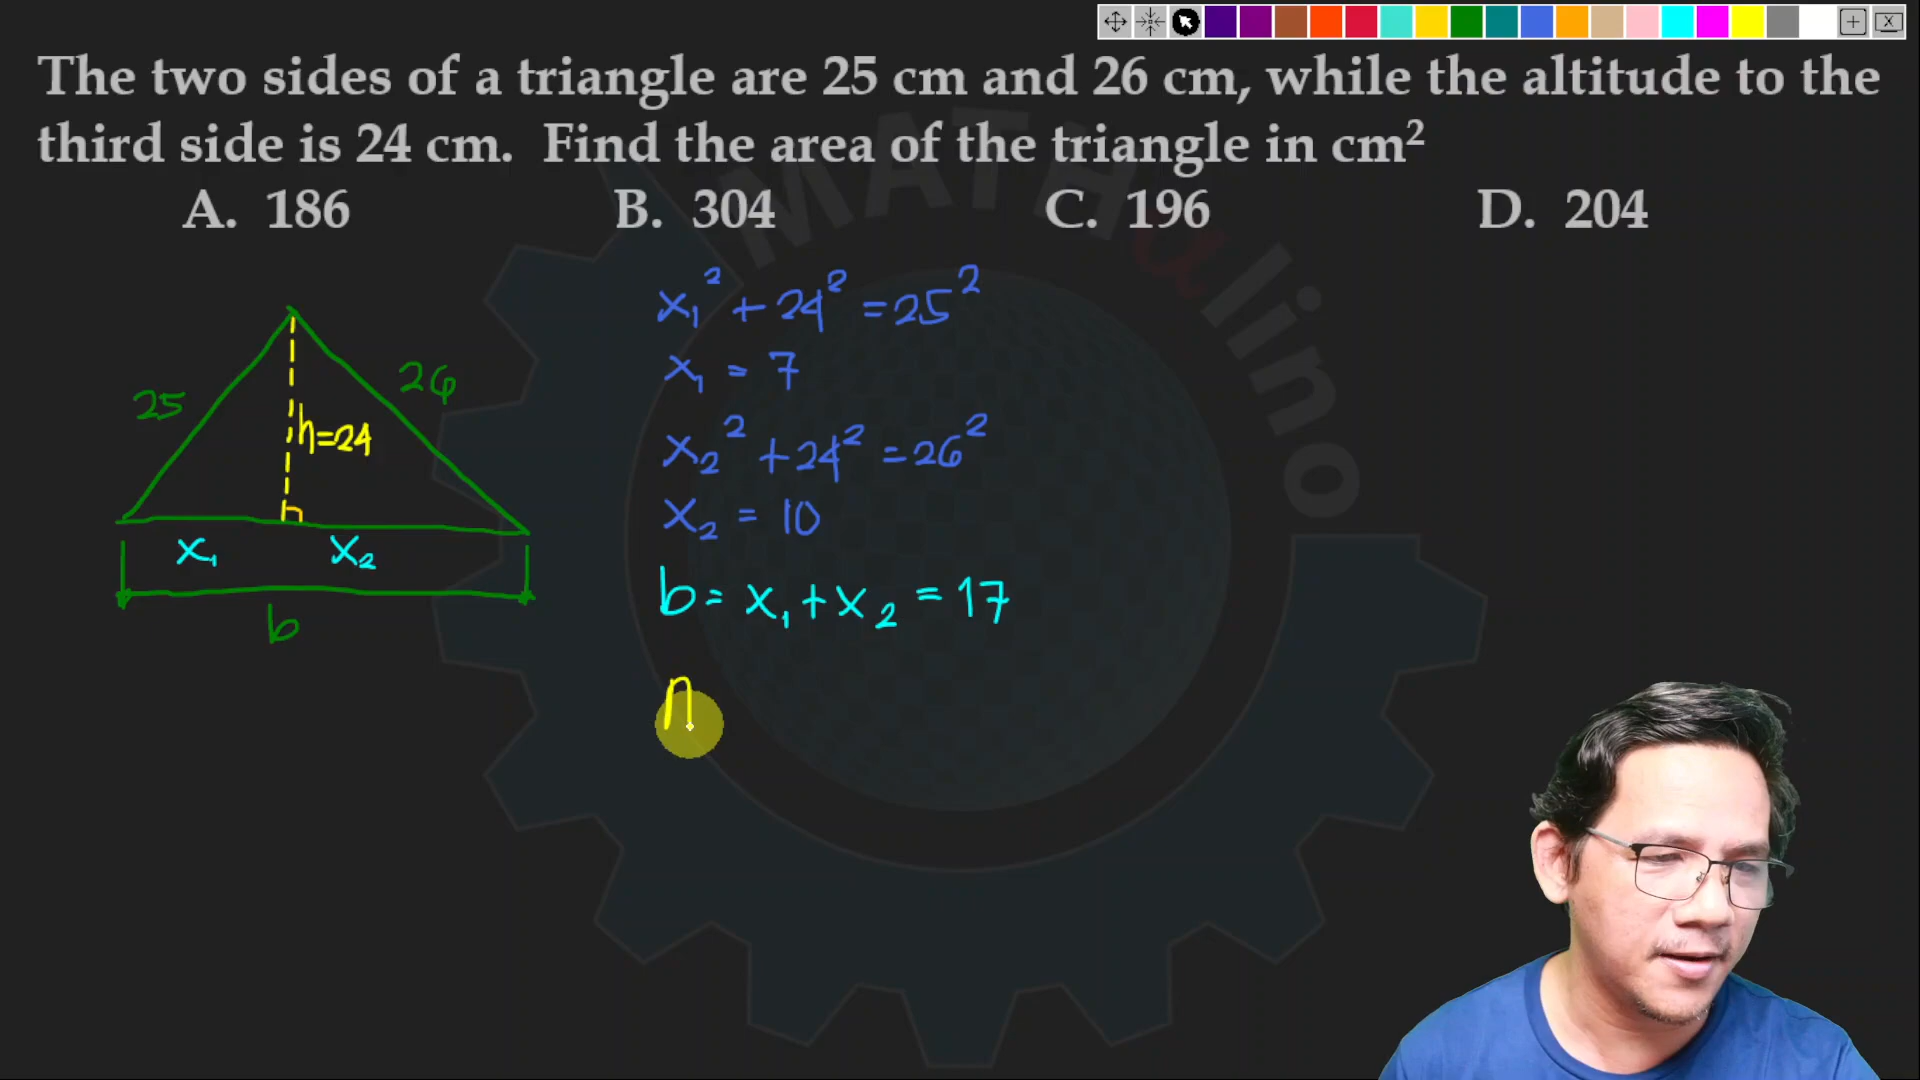 The two sides of a triangle are 25 cm and 26 cm, while the altitude to the
third side is 24 cm. Find the area of the triangle in cm²
A. 186 B. 304 C. 196 D. 204
MATHalino
25
26
h=24
x₁ x₂
b
x₁² + 24² = 25²
x₁ = 7
x₂² + 24² = 26²
x₂ = 10
b = x₁ + x₂ = 17